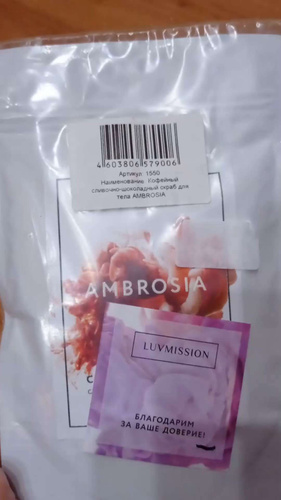 4603806579006
Артикул: 1550
Наименование: Кофейный
сливочно-шоколадный скраб для
тела AMBROSIA
AMBROSIA
LUVMISSION
БЛАГОДАРИМ
ЗА ВАШЕ ДОВЕРИЕ!